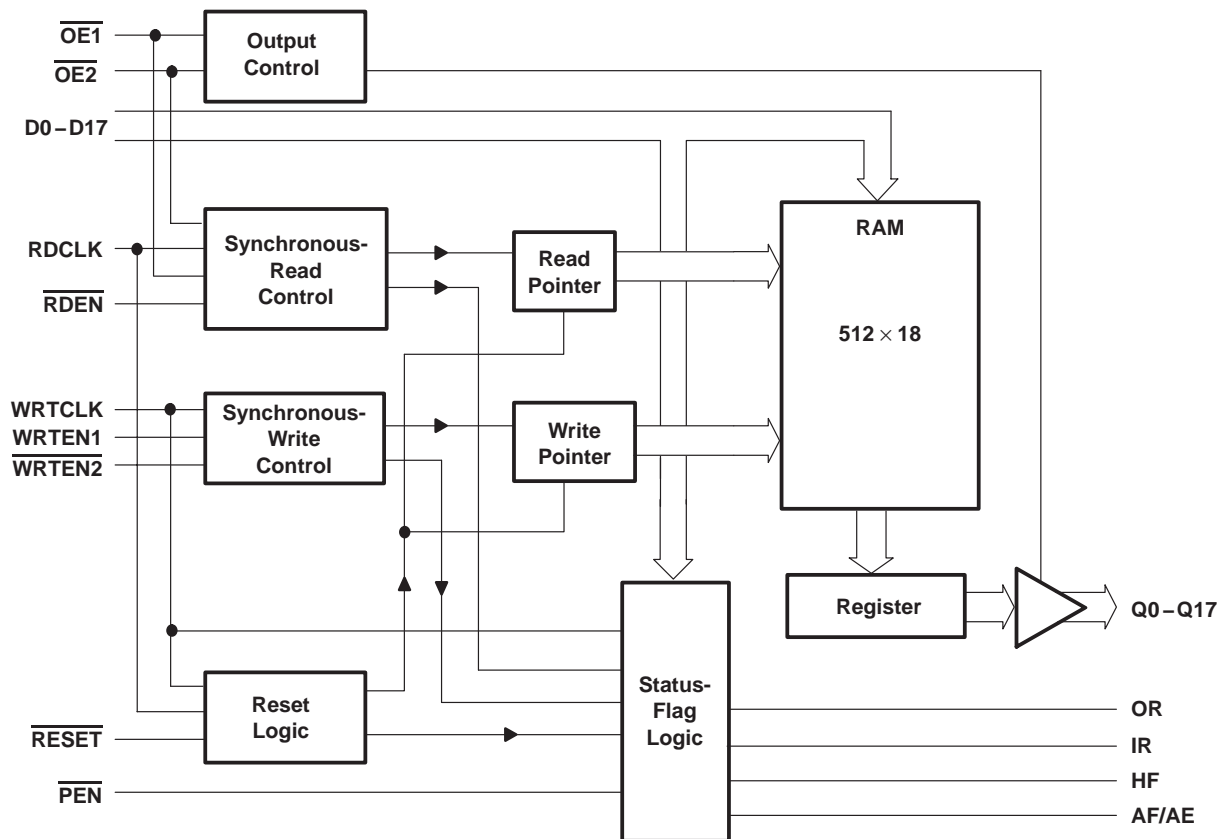 OE1
Output
Control
OE2
D0–D17
RAM
512 × 18
Synchronous-
Read
Control
RDCLK
RDEN
Read
Pointer
WRTCLK
WRTEN1
WRTEN2
Synchronous-
Write
Control
Write
Pointer
Register
Q0–Q17
Reset
Logic
RESET
PEN
Status-
Flag
Logic
OR
IR
HF
AF/AE